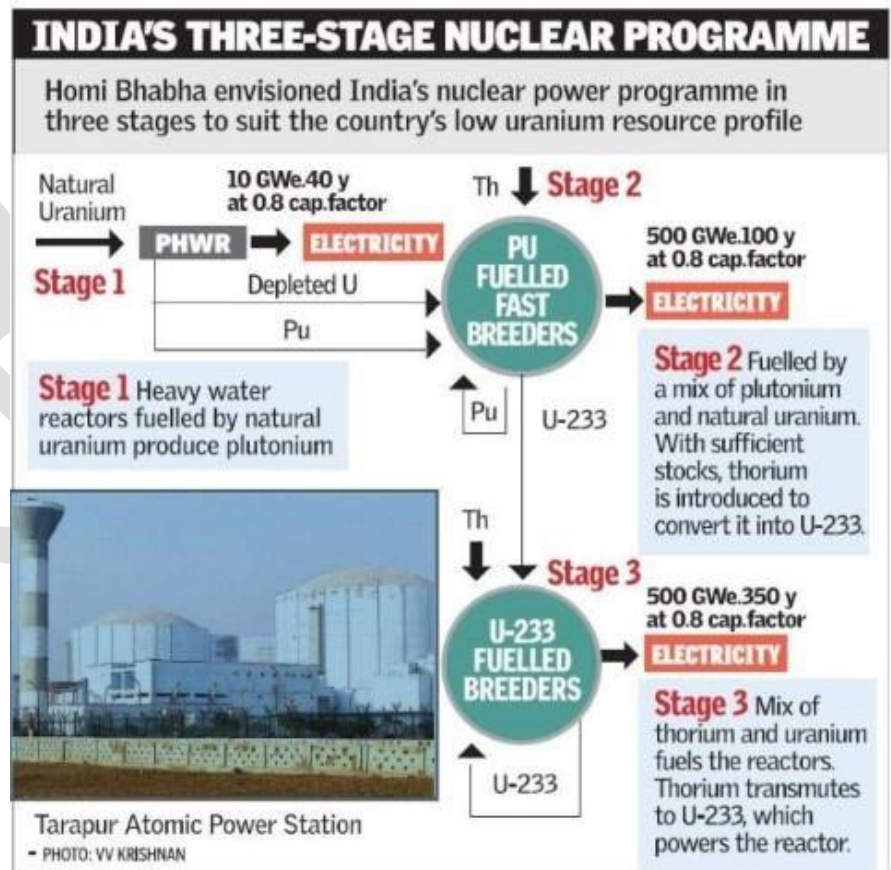 INDIA'S THREE-STAGE NUCLEAR PROGRAMME
Homi Bhabha envisioned India's nuclear power programme in
three stages to suit the country's low uranium resource profile
Natural
Uranium
Stage 1
PHWR
10 GWe.40 y
at 0.8 cap.factor
ELECTRICITY
Depleted U
Pu
Th
Stage 2
PU
FUELLED
FAST
BREEDERS
500 GWe.100 y
at 0.8 cap.factor
ELECTRICITY
Stage 1 Heavy water
reactors fuelled by natural
uranium produce plutonium
Pu
U-233
Stage 2 Fuelled by
a mix of plutonium
and natural uranium.
With sufficient
stocks, thorium
is introduced to
convert it into U-233.
Th
Stage 3
U-233
FUELLED
BREEDERS
500 GWe.350 y
at 0.8 cap.factor
ELECTRICITY
U-233
Stage 3 Mix of
thorium and uranium
fuels the reactors.
Thorium transmutes
to U-233, which
powers the reactor.
Tarapur Atomic Power Station
- PHOTO: VV KRISHNAN